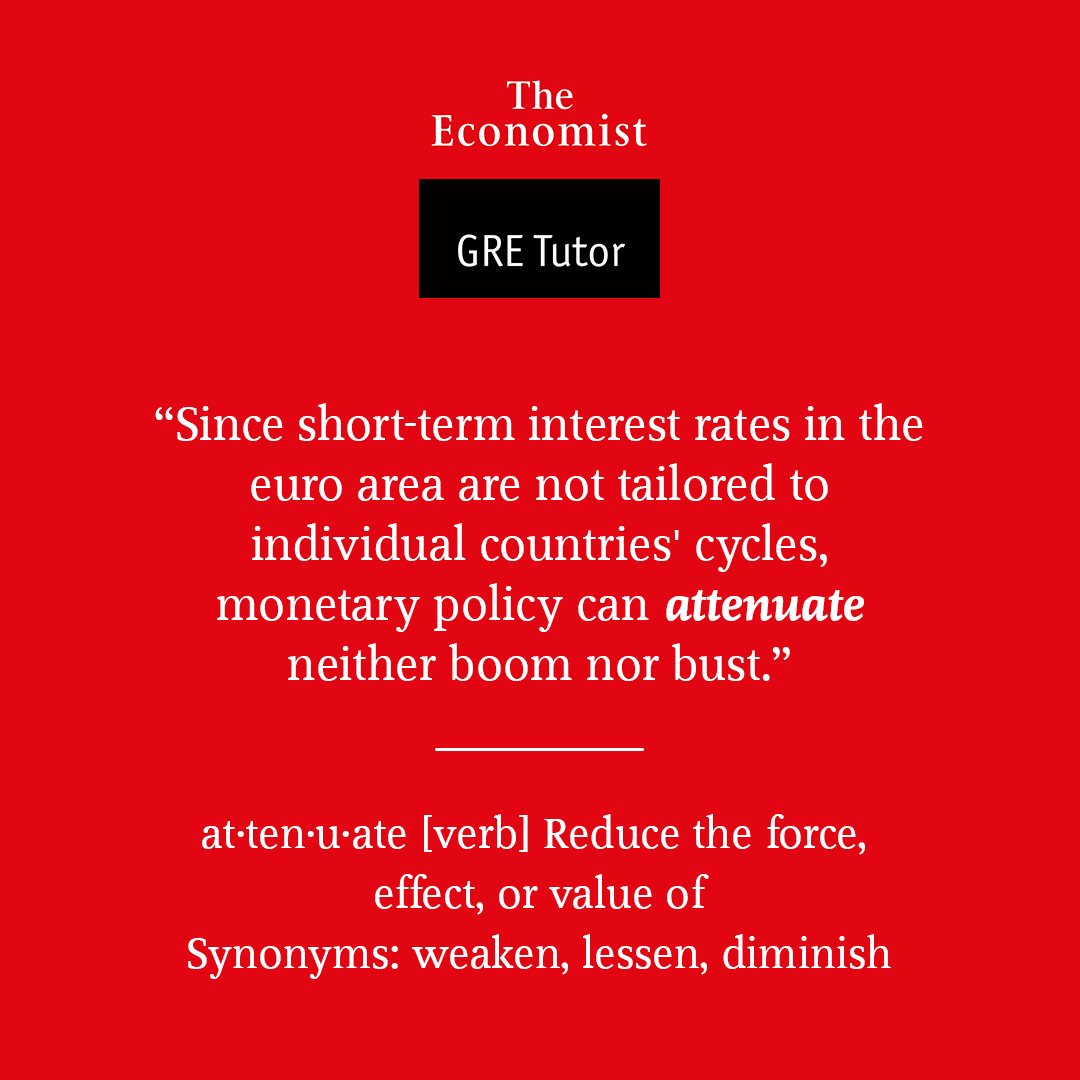 The
Economist
GRE Tutor
“Since short-term interest rates in the
euro area are not tailored to
individual countries' cycles,
monetary policy can attenuate
neither boom nor bust.”
at·ten·u·ate [verb] Reduce the force,
effect, or value of
Synonyms: weaken, lessen, diminish